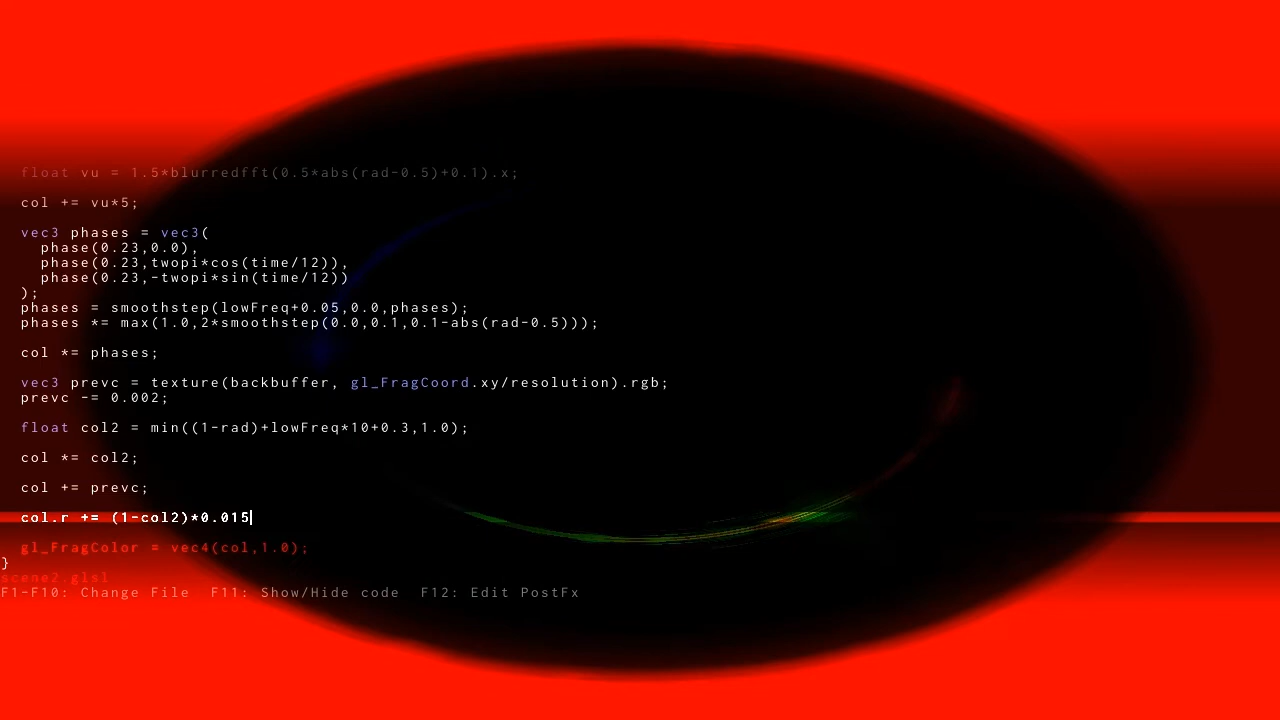 float vu = 1.5*blurredfft(0.5*abs(rad-0.5)+0.1).x;
col += vu*5;
vec3 phases = vec3(
phase(0.23,0.0),
phase(0.23,twopi*cos(time/12)),
phase(0.23,-twopi*sin(time/12))
);
phases = smoothstep(lowFreq+0.05,0.0,phases);
phases *= max(1.0,2*smoothstep(0.0,0.1,0.1-abs(rad-0.5)));
col *= phases;
vec3 prevc = texture(backbuffer, gl_FragCoord.xy/resolution).rgb;
prevc -= 0.002;
float col2 = min((1-rad)+lowFreq*10+0.3,1.0);
col *= col2;
col += prevc;
col.r += (1-col2)*0.015
gl_FragColor = vec4(col,1.0);
}
scene2.glsl
F1-F10: Change File  F11: Show/Hide code  F12: Edit PostFx